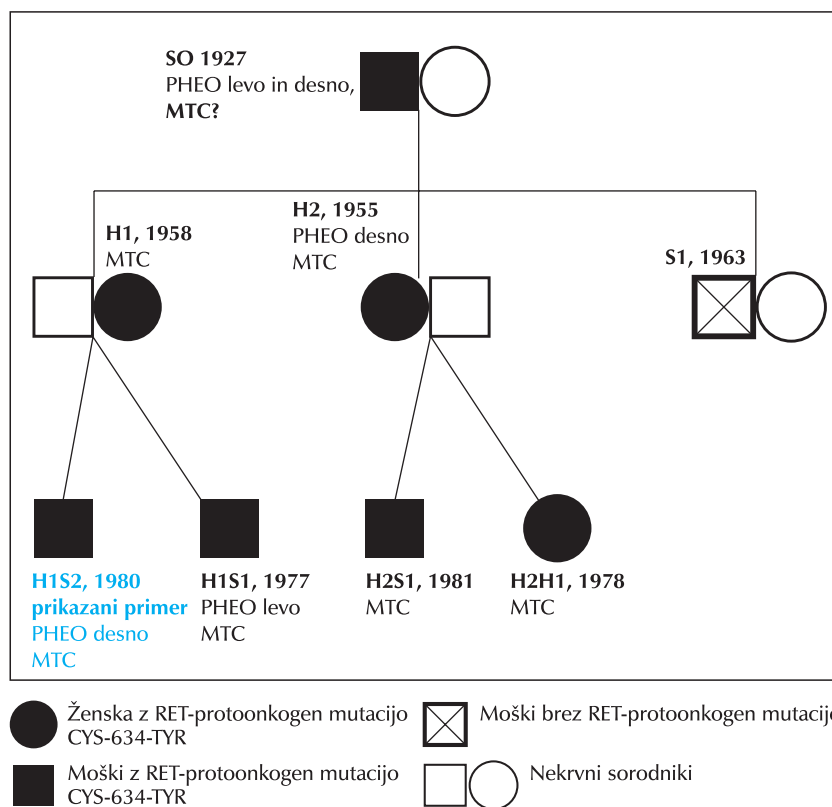 SO 1927
PHEO levo in desno,
MTC?
H1, 1958
MTC
H2, 1955
PHEO desno
MTC
S1, 1963
H1S2, 1980
prikazani primer
PHEO desno
MTC
H1S1, 1977
PHEO levo
MTC
H2S1, 1981
MTC
H2H1, 1978
MTC
Ženska z RET-protoonkogen mutacijo
CYS-634-TYR
Moški brez RET-protoonkogen mutacije
Moški z RET-protoonkogen mutacijo
CYS-634-TYR
Nekrvni sorodniki